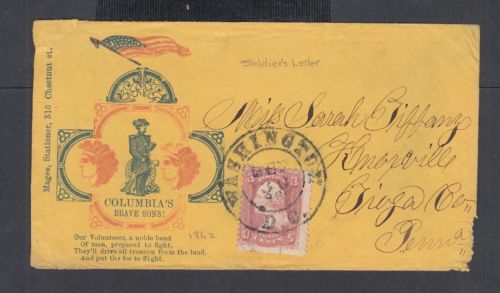 Magee, Stationer, 316 Chestnut st.
COLUMBIA'S
BRAVE SONS!
Our Volunteers, a noble band
Of men, prepared to fight,
They'll drive all treason from the land,
And put the foe to flight.
1862
Soldier's Letter
WASHINGTON
D.C.
POSTAGE
CENTS
Miss Sarah Tiffany
Knoxville
Tioga Co,
Penna